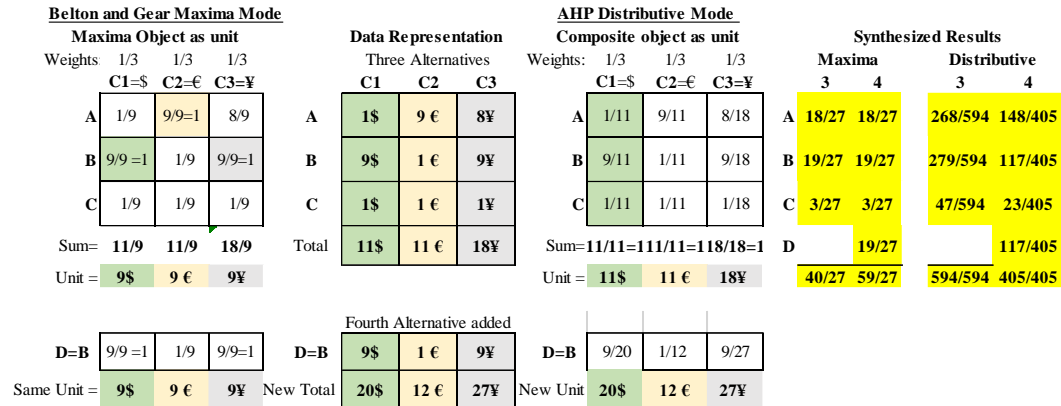 Belton and Gear Maxima Mode AHP Distributive Mode
Maxima Object as unit Data Representation Composite object as unit Synthesized Results
Weights: 1/3 1/3 1/3 Three Alternatives Weights: 1/3 1/3 1/3 Maxima Distributive
C1=$ C2=€ C3=¥ C1 C2 C3 C1=$ C2=€ C3=¥ 3 4 3 4
A 1/9 9/9=1 8/9 A 1$ 9 € 8¥ A 1/11 9/11 8/18 A 18/27 18/27 268/594 148/405
B 9/9 =1 1/9 9/9=1 B 9$ 1 € 9¥ B 9/11 1/11 9/18 B 19/27 19/27 279/594 117/405
C 1/9 1/9 1/9 C 1$ 1 € 1¥ C 1/11 1/11 1/18 C 3/27 3/27 47/594 23/405
Sum= 11/9 11/9 18/9 Total 11$ 11 € 18¥ Sum=11/11=111/11=118/18=1 D 19/27 117/405
Unit = 9$ 9 € 9¥ Unit = 11$ 11 € 18¥ 40/27 59/27 594/594 405/405
Fourth Alternative added
D=B 9/9 =1 1/9 9/9=1 D=B 9$ 1 € 9¥ D=B 9/20 1/12 9/27
Same Unit = 9$ 9 € 9¥ New Total 20$ 12 € 27¥ New Unit 20$ 12 € 27¥